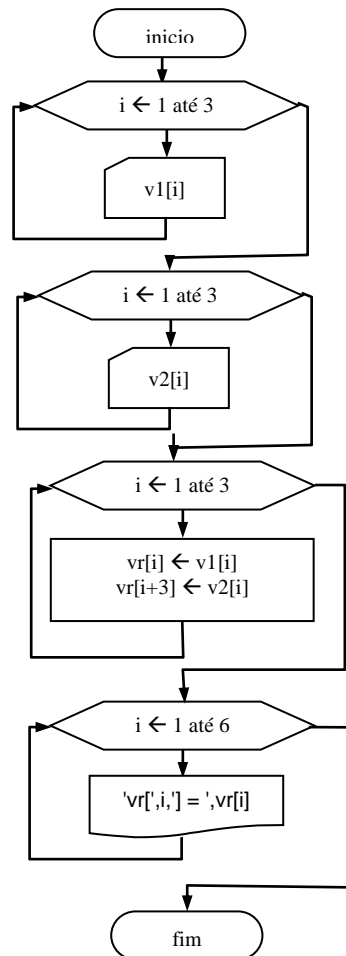 inicio
i ← 1 até 3
v1[i]
i ← 1 até 3
v2[i]
i ← 1 até 3
vr[i] ← v1[i]
vr[i+3] ← v2[i]
i ← 1 até 6
'vr[',i,'] = ',vr[i]
fim